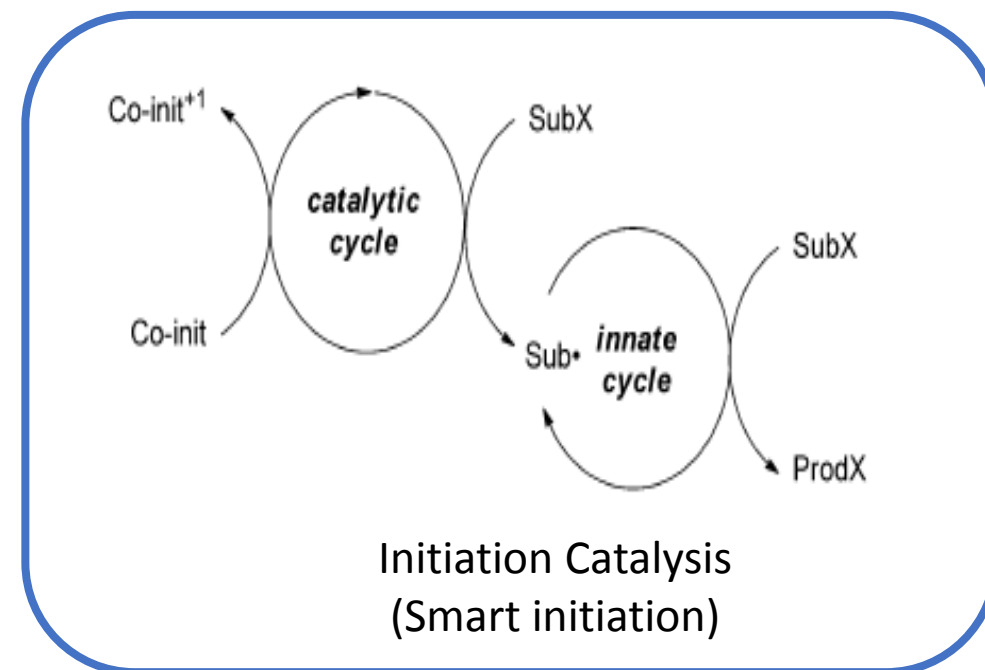 Co-init⁺¹
SubX
catalytic
cycle
SubX
Co-init
Sub•
innate
cycle
ProdX
Initiation Catalysis
(Smart initiation)